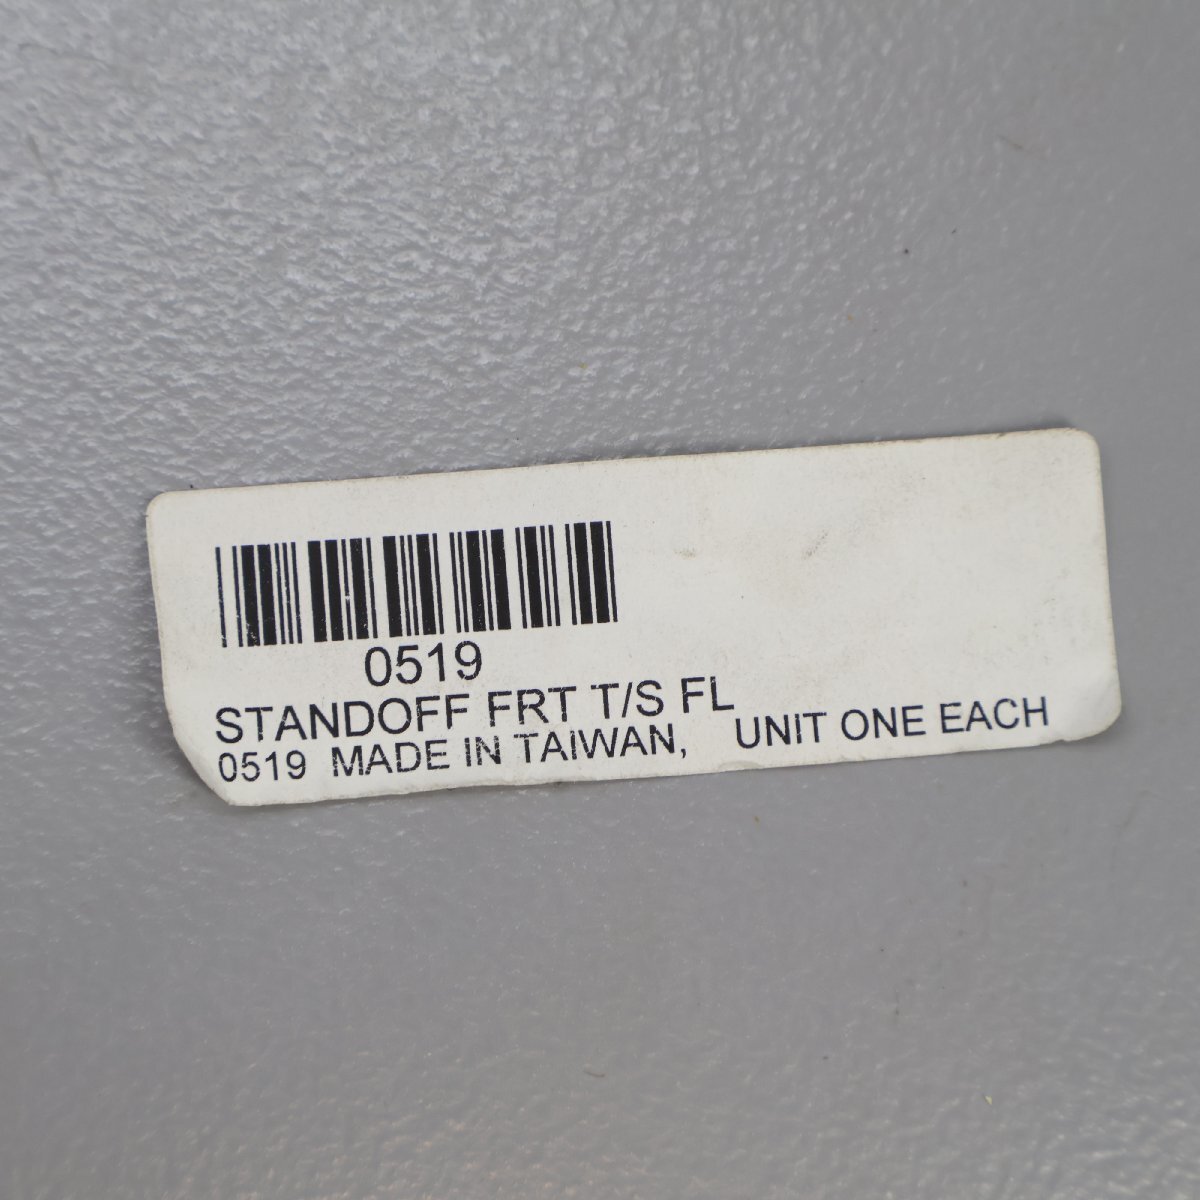 0519
STANDOFF FRT T/S FL
0519 MADE IN TAIWAN, UNIT ONE EACH